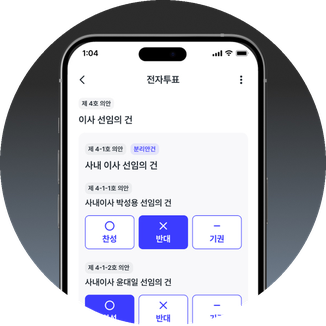 1:04
전자투표
제 4호 의안
이사 선임의 건
제 4-1호 의안 분리안건
사내 이사 선임의 건
제 4-1-1호 의안
사내이사 박성용 선임의 건
찬성 반대 기권
제 4-1-2호 의안
사내이사 윤대일 선임의 건
반대